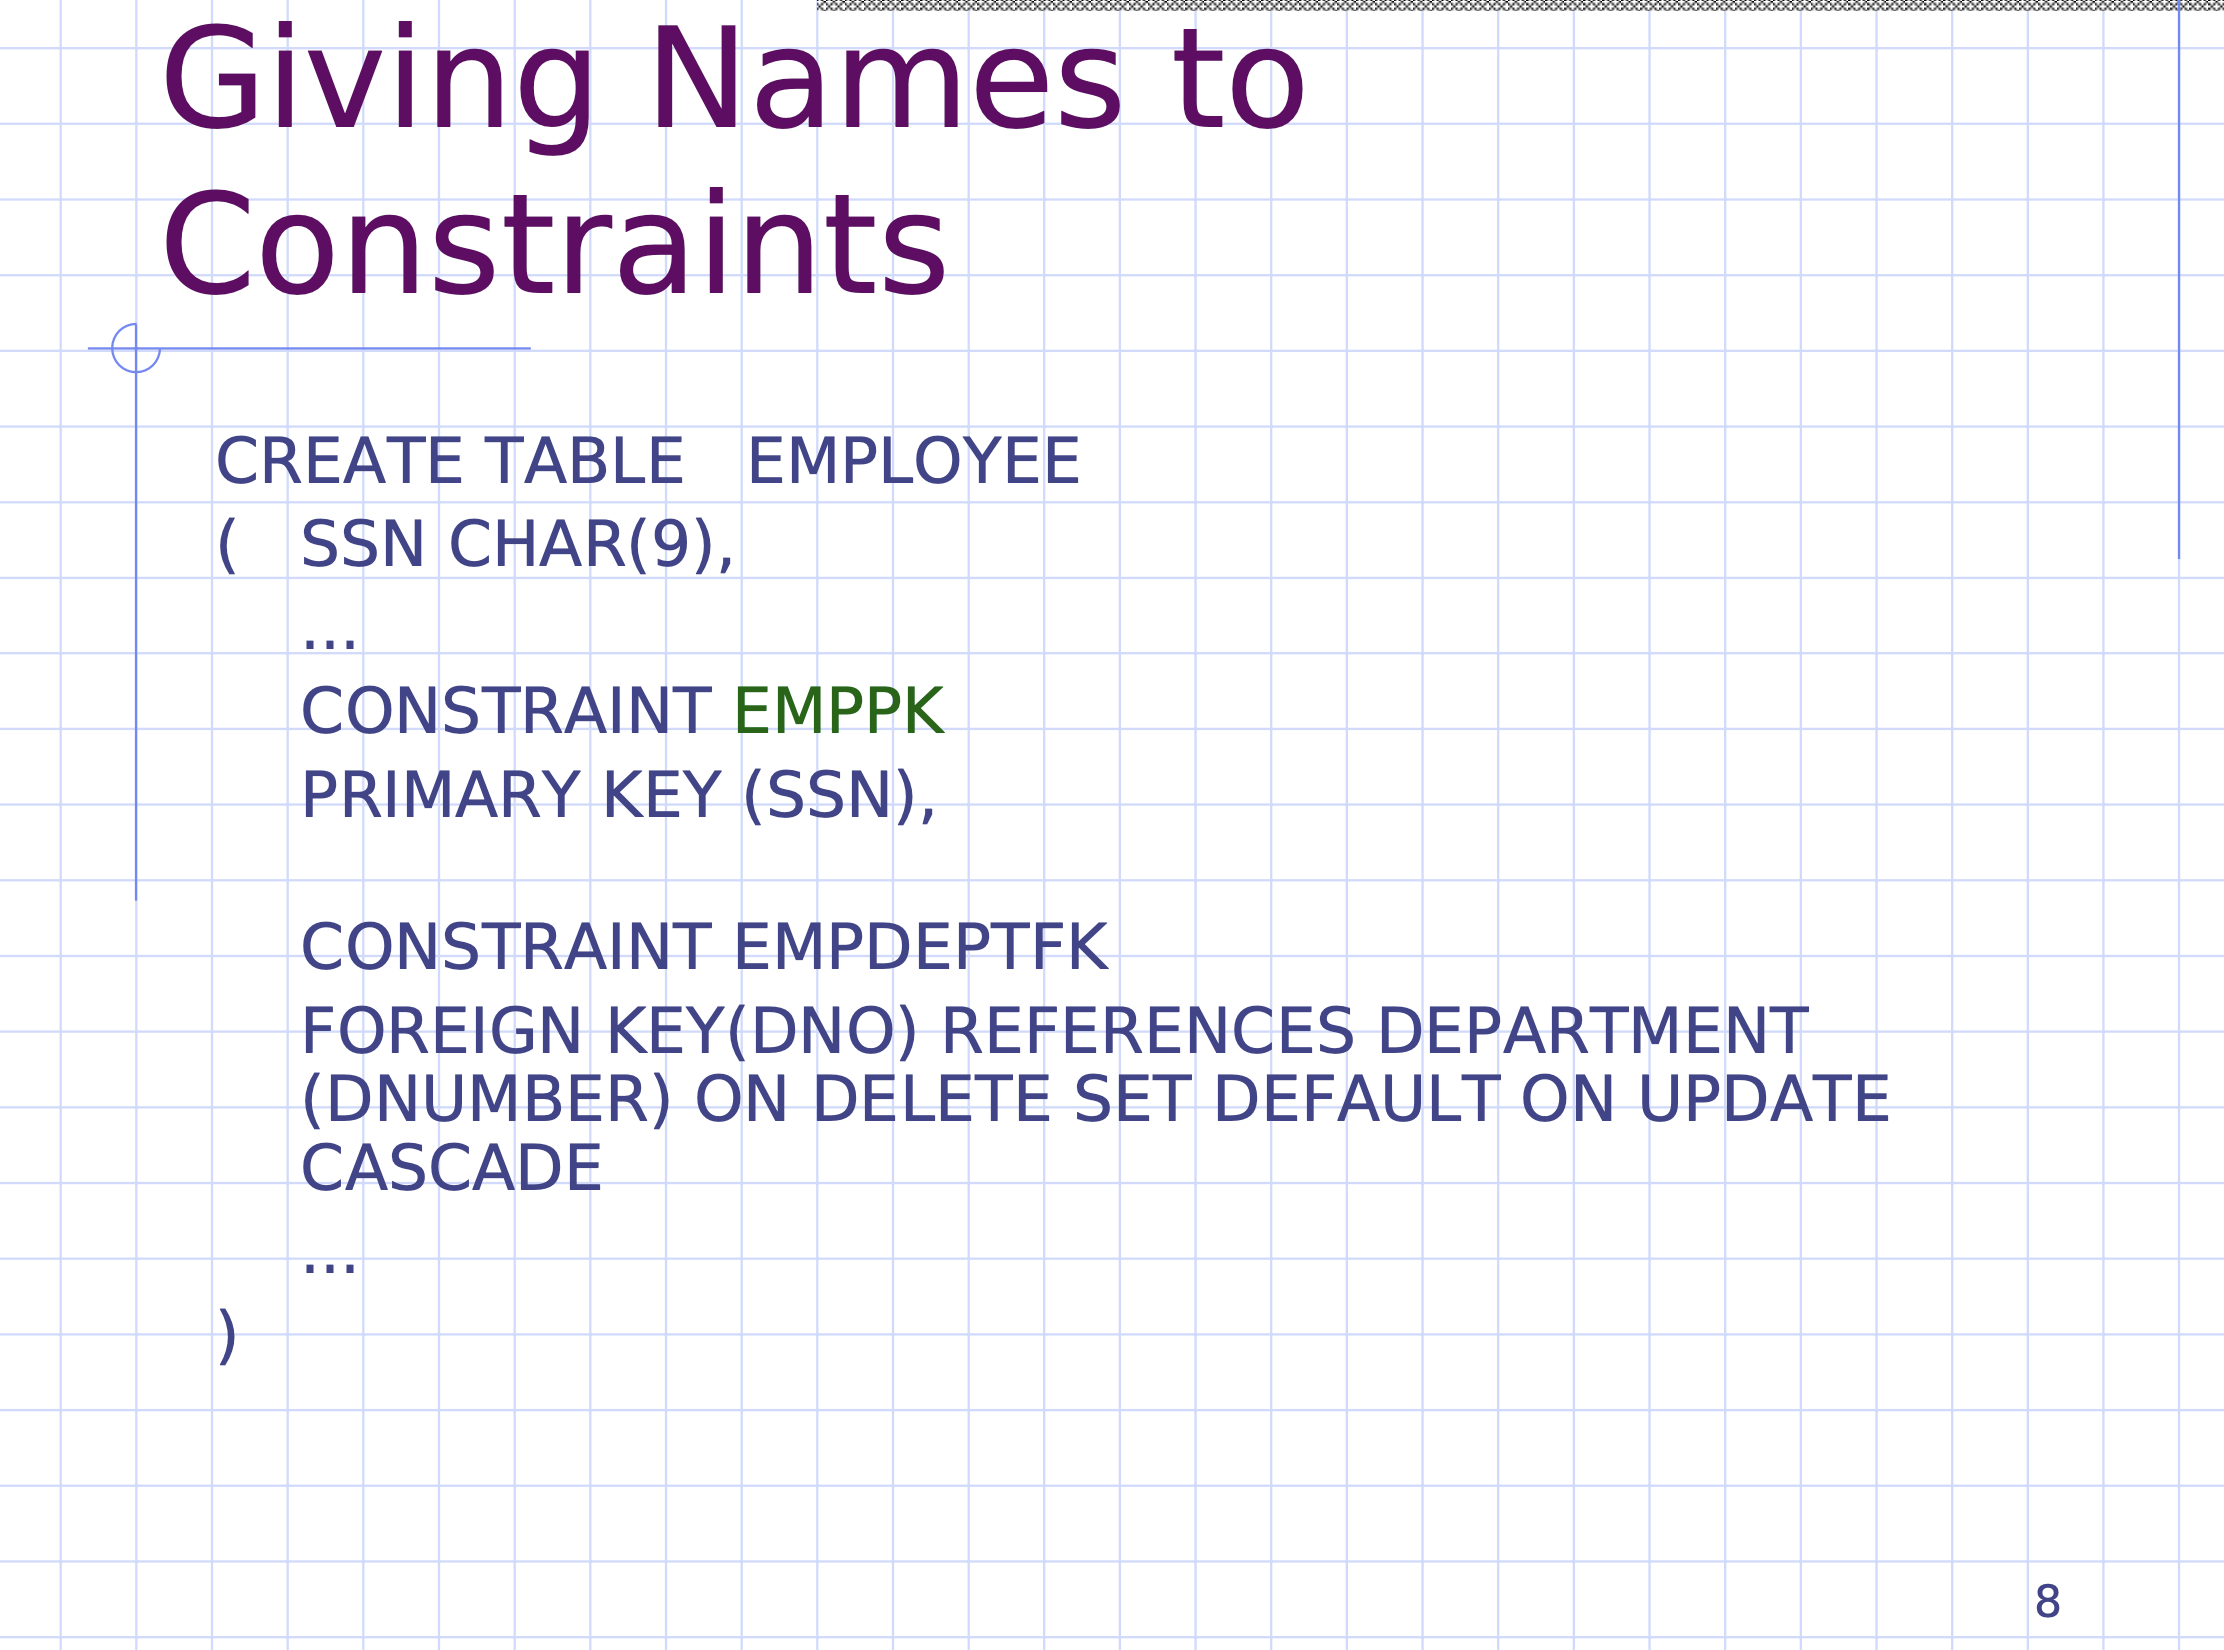 Giving Names to
Constraints
CREATE TABLE EMPLOYEE
( SSN CHAR(9),
...
CONSTRAINT EMPPK
PRIMARY KEY (SSN),
CONSTRAINT EMPDEPTFK
FOREIGN KEY(DNO) REFERENCES DEPARTMENT
(DNUMBER) ON DELETE SET DEFAULT ON UPDATE
CASCADE
...
)
8